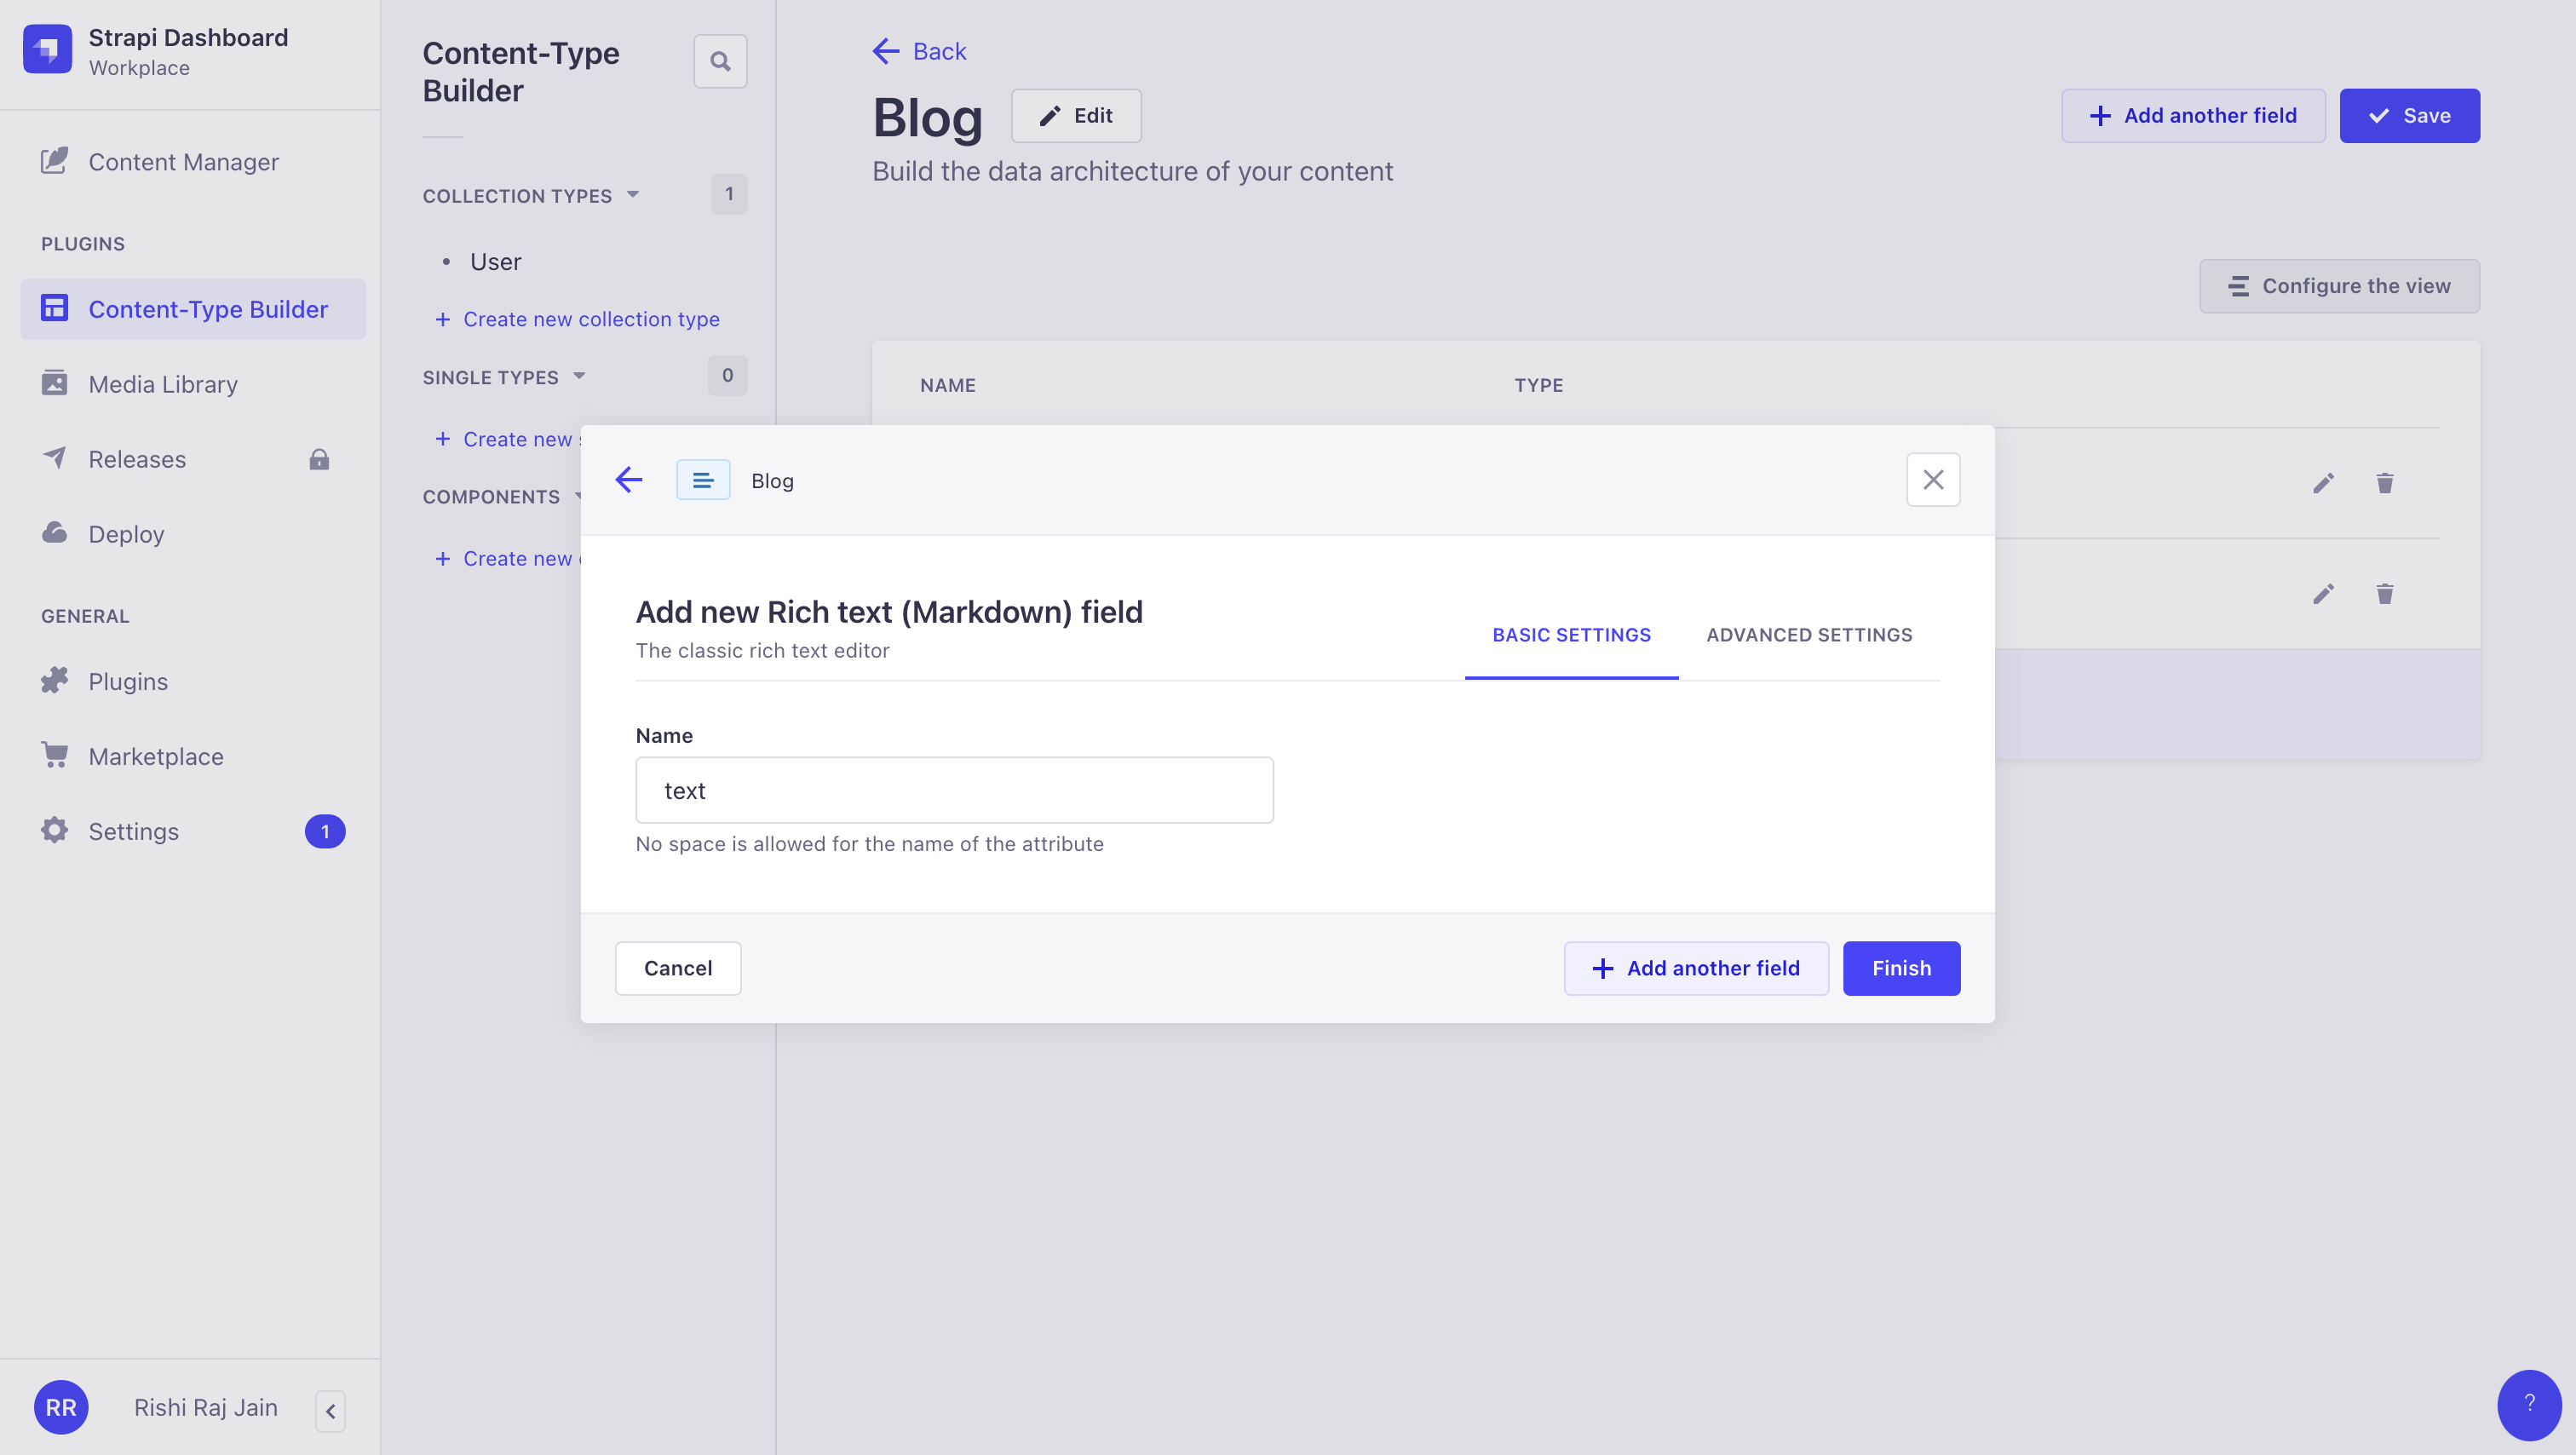 Strapi Dashboard
Workplace
Content Manager
PLUGINS
Content-Type Builder
Media Library
Releases
Deploy
GENERAL
Plugins
Marketplace
Settings
1
RR
Rishi Raj Jain
Content-Type
Builder
COLLECTION TYPES
1
User
Create new collection type
SINGLE TYPES
0
Create new
COMPONENTS
Create new
Back
Blog
Edit
Add another field
Save
Build the data architecture of your content
Configure the view
NAME
TYPE
Blog
Add new Rich text (Markdown) field
The classic rich text editor
BASIC SETTINGS
ADVANCED SETTINGS
Name
text
No space is allowed for the name of the attribute
Cancel
Add another field
Finish
?